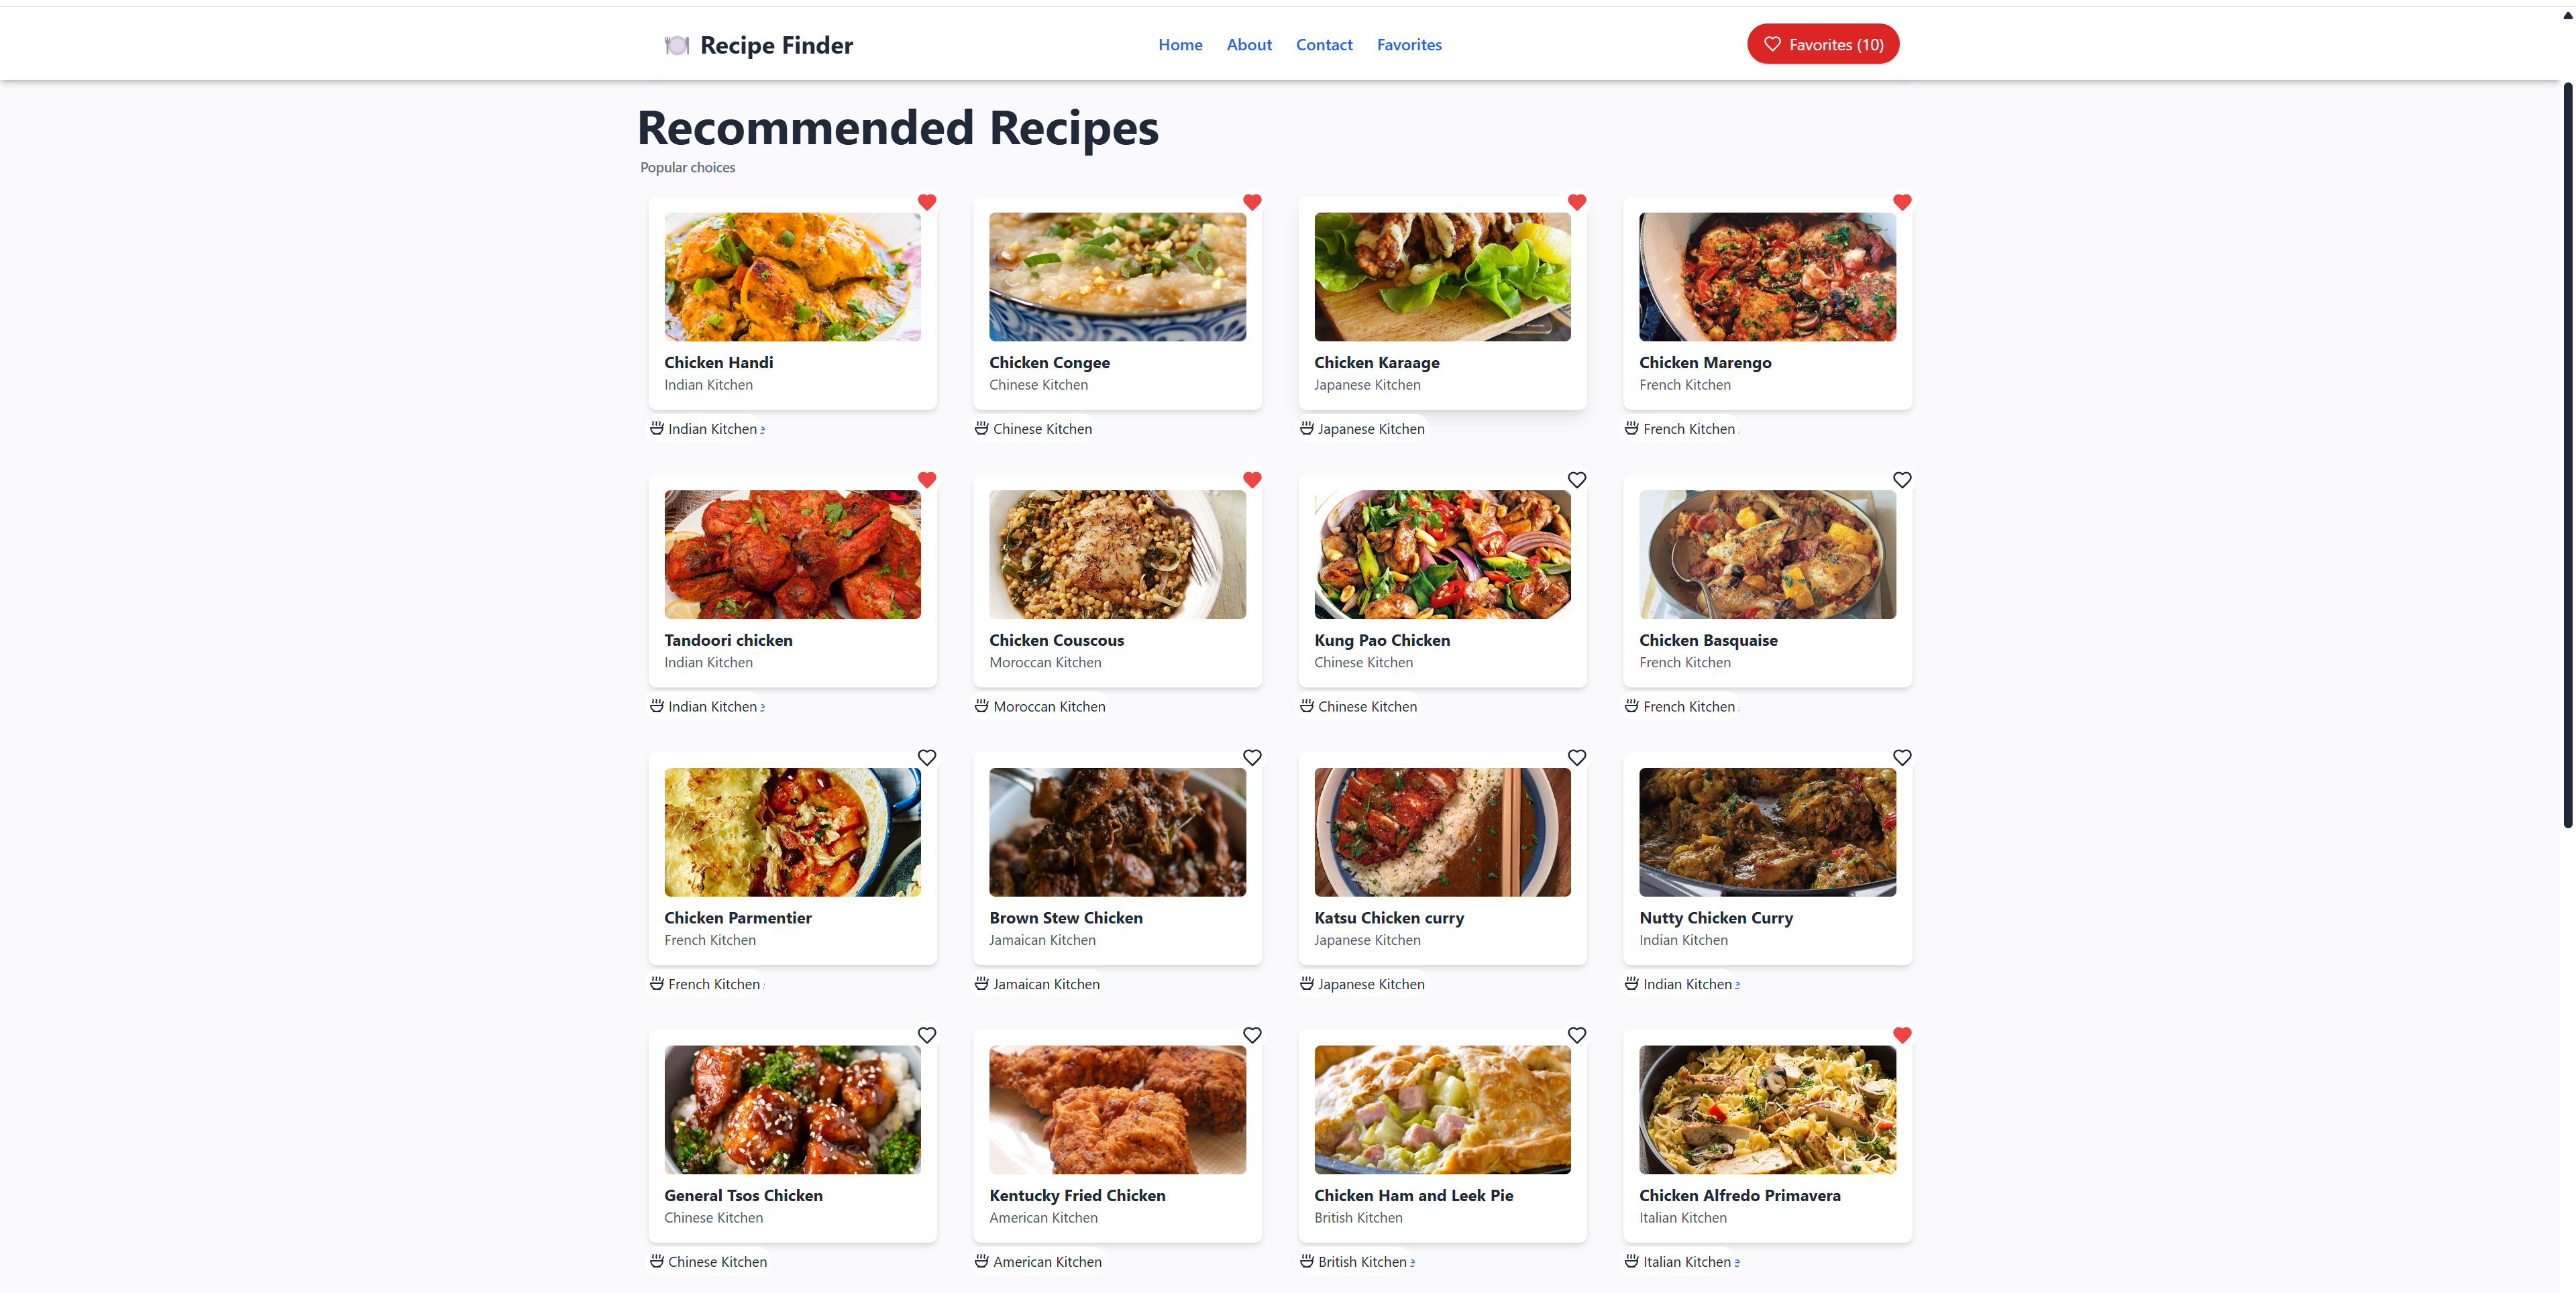 Recipe Finder
Home About Contact Favorites
Favorites (10)
Recommended Recipes
Popular choices
Chicken Handi
Indian Kitchen
Indian Kitchen
Chicken Congee
Chinese Kitchen
Chinese Kitchen
Chicken Karaage
Japanese Kitchen
Japanese Kitchen
Chicken Marengo
French Kitchen
French Kitchen
Tandoori chicken
Indian Kitchen
Indian Kitchen
Chicken Couscous
Moroccan Kitchen
Moroccan Kitchen
Kung Pao Chicken
Chinese Kitchen
Chinese Kitchen
Chicken Basquaise
French Kitchen
French Kitchen
Chicken Parmentier
French Kitchen
French Kitchen
Brown Stew Chicken
Jamaican Kitchen
Jamaican Kitchen
Katsu Chicken curry
Japanese Kitchen
Japanese Kitchen
Nutty Chicken Curry
Indian Kitchen
Indian Kitchen
General Tsos Chicken
Chinese Kitchen
Chinese Kitchen
Kentucky Fried Chicken
American Kitchen
American Kitchen
Chicken Ham and Leek Pie
British Kitchen
British Kitchen
Chicken Alfredo Primavera
Italian Kitchen
Italian Kitchen